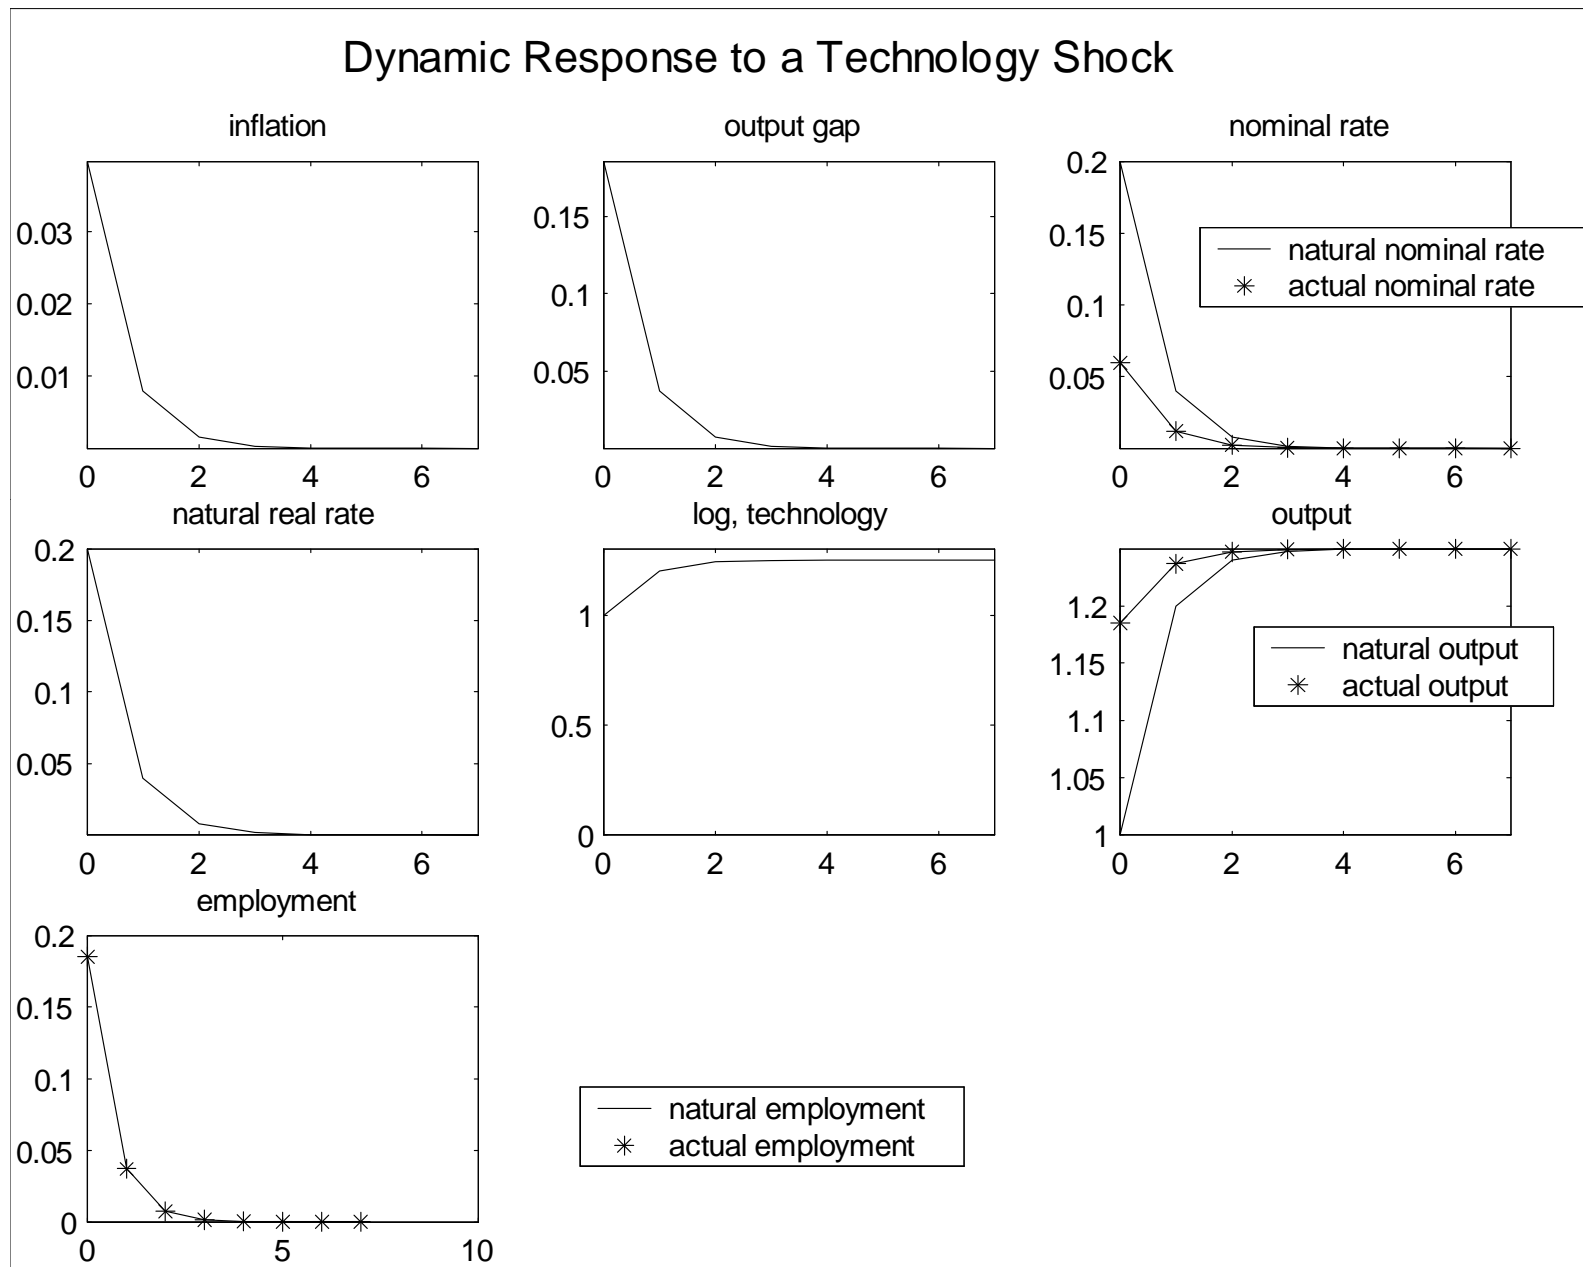 Dynamic Response to a Technology Shock
inflation
0.03
0.02
0.01
0 2 4 6
output gap
0.15
0.1
0.05
0 2 4 6
nominal rate
0.2
0.15
0.1
0.05
natural nominal rate
actual nominal rate
0 2 4 6
natural real rate
0.2
0.15
0.1
0.05
0 2 4 6
log, technology
1
0.5
0
0 2 4 6
output
1.2
1.15
1.1
1.05
1
natural output
actual output
0 2 4 6
employment
0.2
0.15
0.1
0.05
0
0 5 10
natural employment
actual employment